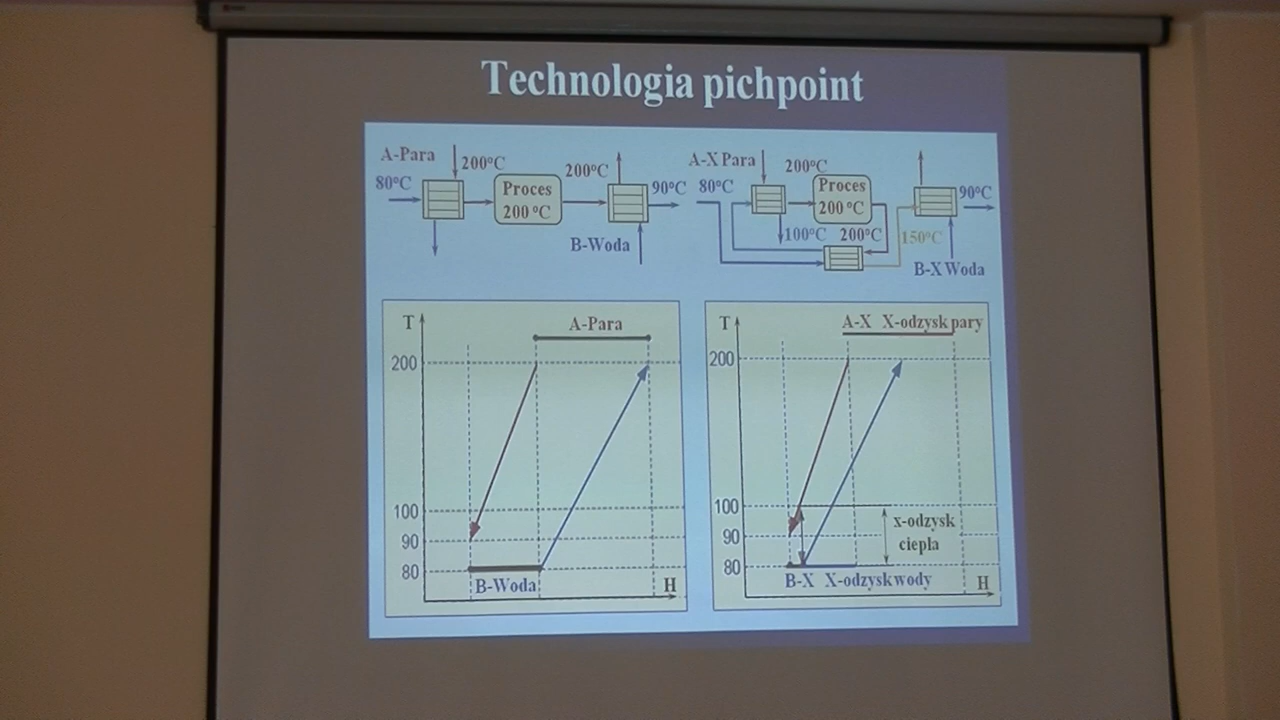 Technologia pichpoint
A-Para
200°C
80°C
Proces
200 °C
200°C
90°C
B-Woda
A-X Para
200°C
80°C
Proces
200 °C
90°C
100°C
200°C
150°C
B-X Woda
T
A-Para
200
100
90
80
B-Woda
H
T
A-X X-odzysk pary
200
100
x-odzysk
90
ciepła
80
B-X X-odzysk wody
H